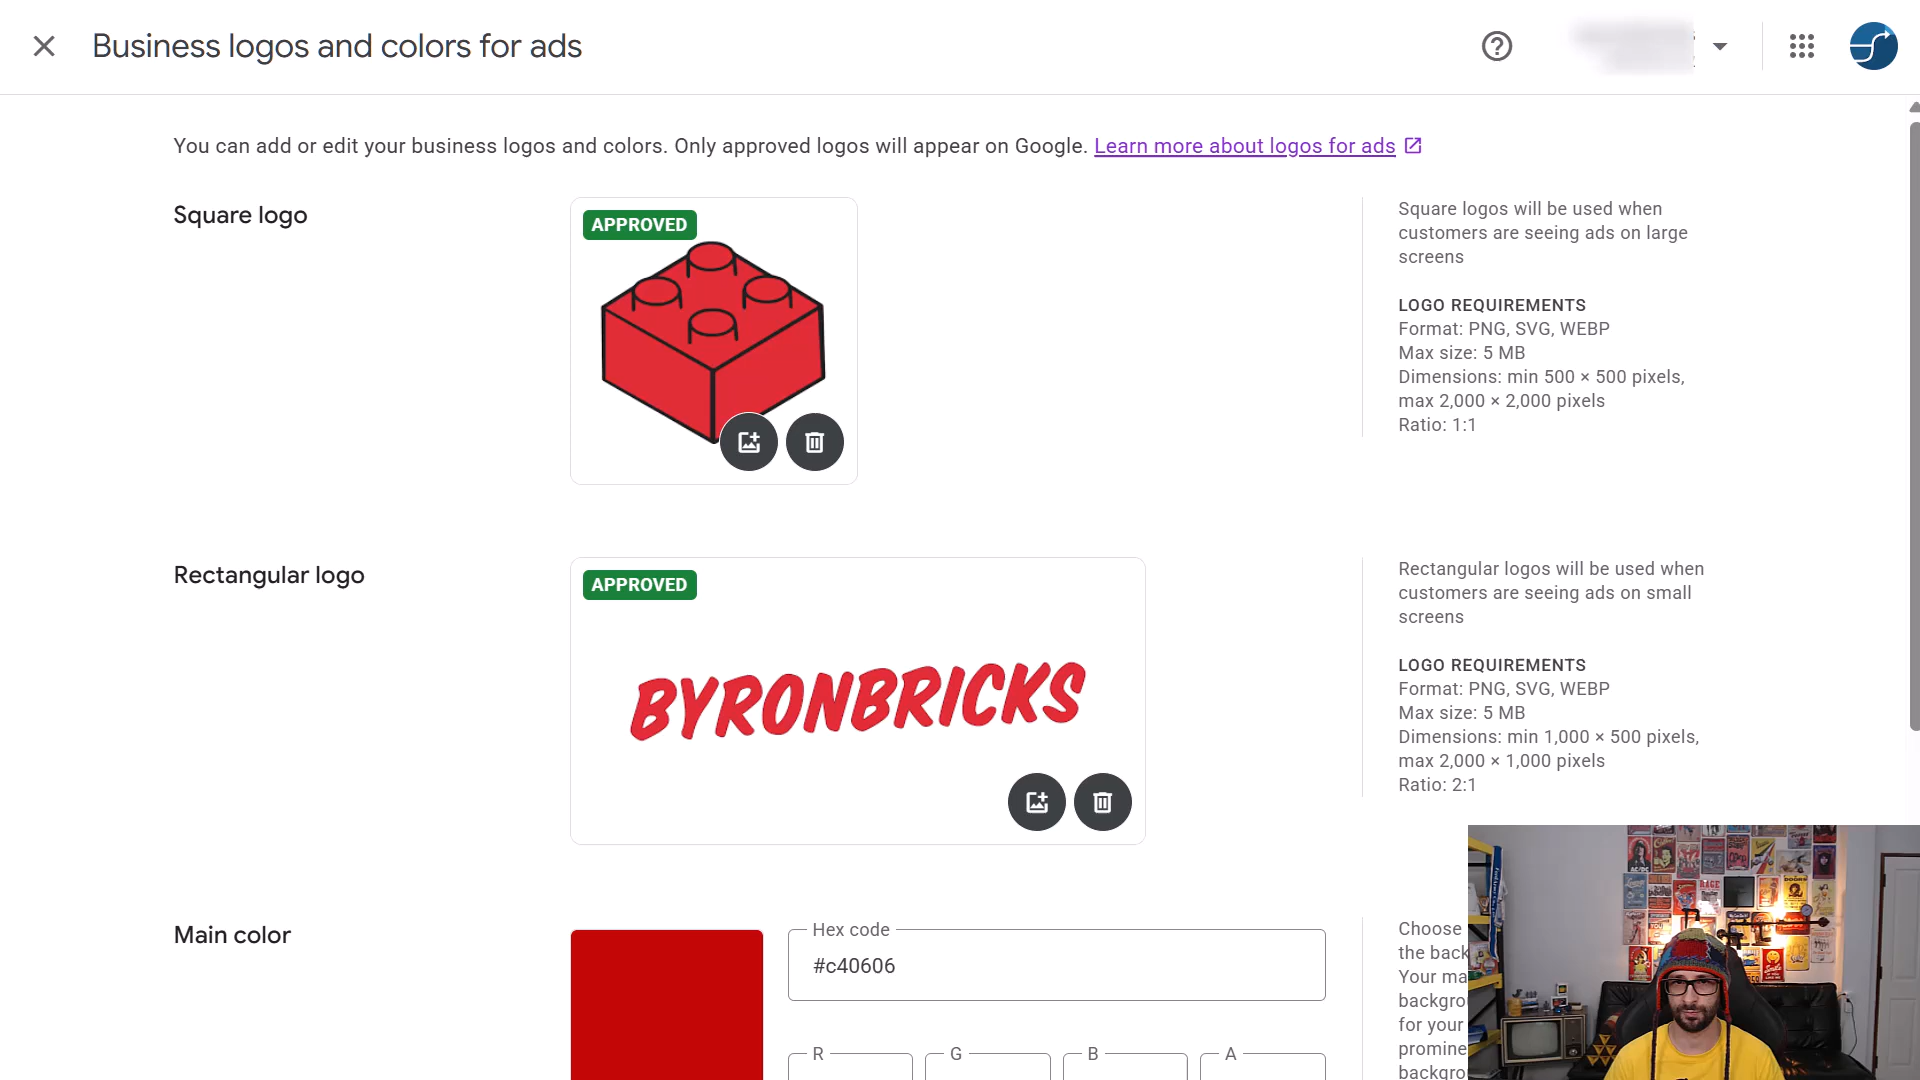 Business logos and colors for ads
You can add or edit your business logos and colors. Only approved logos will appear on Google. Learn more about logos for ads
Square logo
APPROVED
Square logos will be used when
customers are seeing ads on large
screens
LOGO REQUIREMENTS
Format: PNG, SVG, WEBP
Max size: 5 MB
Dimensions: min 500 × 500 pixels,
max 2,000 × 2,000 pixels
Ratio: 1:1
Rectangular logo
APPROVED
BYRONBRICKS
Rectangular logos will be used when
customers are seeing ads on small
screens
LOGO REQUIREMENTS
Format: PNG, SVG, WEBP
Max size: 5 MB
Dimensions: min 1,000 × 500 pixels,
max 2,000 × 1,000 pixels
Ratio: 2:1
Main color
Hex code
#c40606
R G B A
Choose
the back
Your ma
backgrou
for your
promine
backgrou
AC/DC
RAGE
DOORS